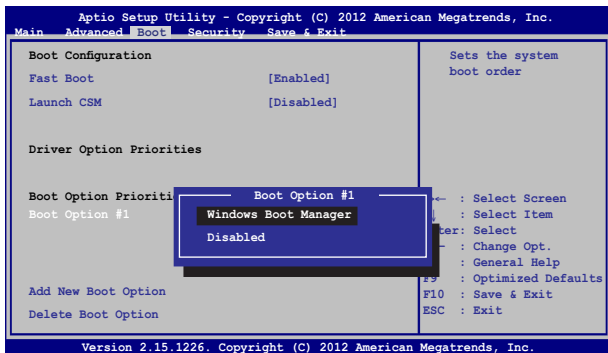 Aptio Setup Utility - Copyright (C) 2012 American Megatrends, Inc.
Main Advanced Boot Security Save & Exit
Boot Configuration
Fast Boot [Enabled]
Launch CSM [Disabled]
Driver Option Priorities
Boot Option Prioriti
Boot Option #1
Add New Boot Option
Delete Boot Option
Boot Option #1
Windows Boot Manager
Disabled
Sets the system
boot order
← : Select Screen
: Select Item
ter: Select
: Change Opt.
: General Help
F9 : Optimized Defaults
F10 : Save & Exit
ESC : Exit
Version 2.15.1226. Copyright (C) 2012 American Megatrends, Inc.